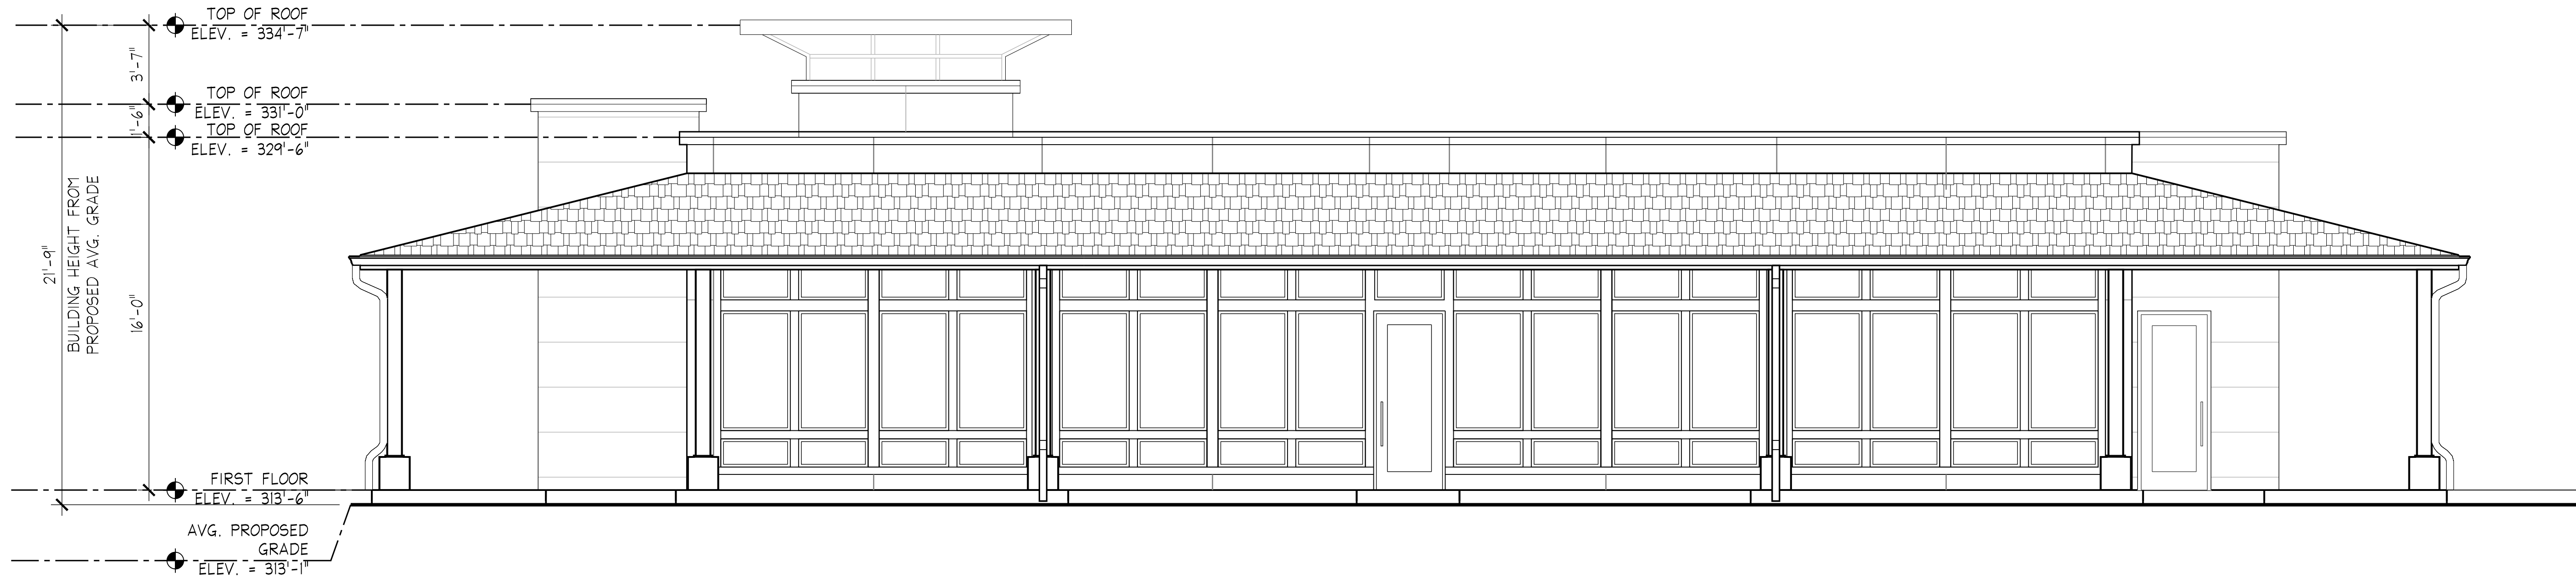 TOP OF ROOF
ELEV. = 334'-7"
3'-7"
TOP OF ROOF
ELEV. = 331'-0"
1'-6"
TOP OF ROOF
ELEV. = 329'-6"
21'-9"
BUILDING HEIGHT FROM
PROPOSED AVG. GRADE
16'-0"
FIRST FLOOR
ELEV. = 313'-6"
AVG. PROPOSED
GRADE
ELEV. = 313'-1"